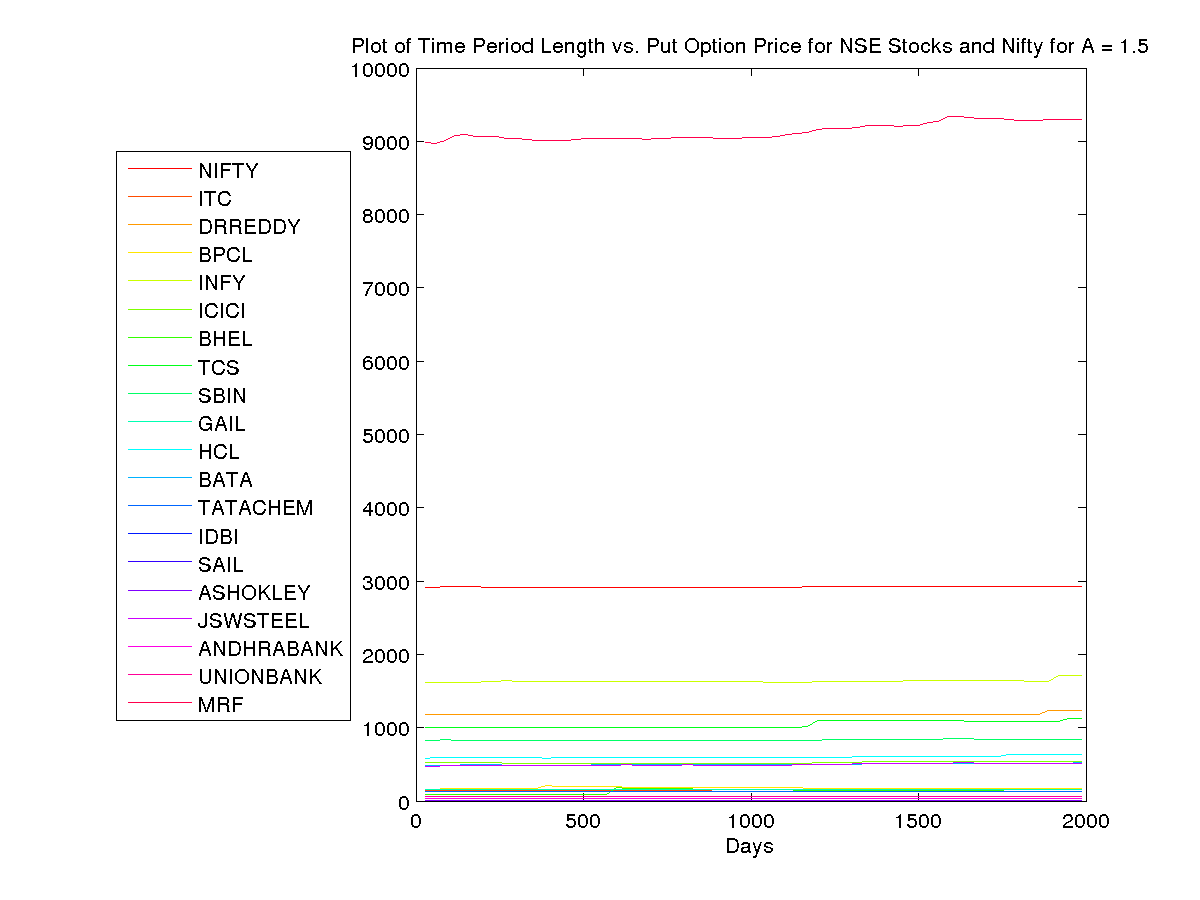 Plot of Time Period Length vs. Put Option Price for NSE Stocks and Nifty for A = 1.5
10000
9000
8000
7000
6000
5000
4000
3000
2000
1000
0
NIFTY
ITC
DRREDDY
BPCL
INFY
ICICI
BHEL
TCS
SBIN
GAIL
HCL
BATA
TATACHEM
IDBI
SAIL
ASHOKLEY
JSWSTEEL
ANDHRABANK
UNIONBANK
MRF
0 500 1000 1500 2000
Days